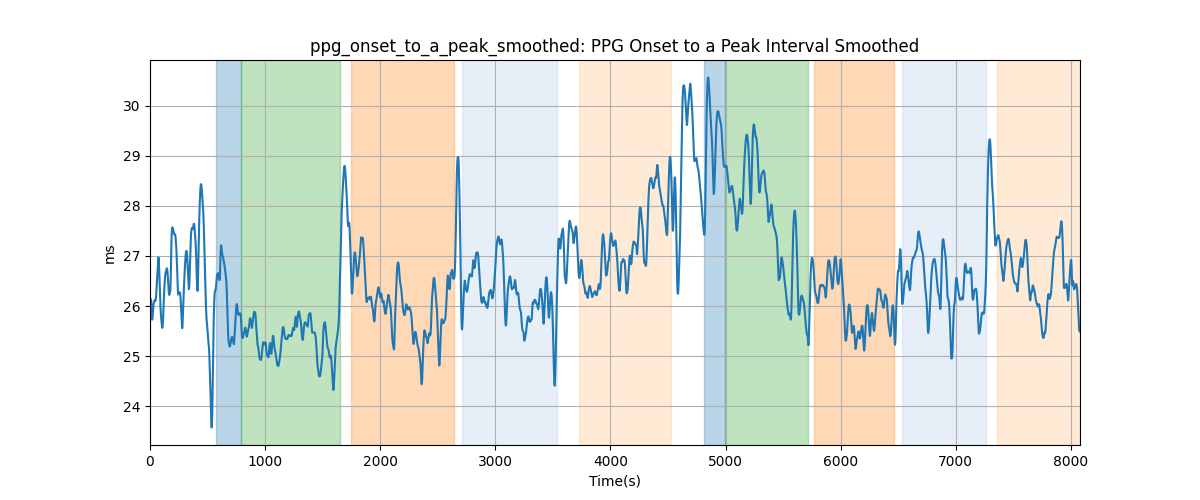 ppg_onset_to_a_peak_smoothed: PPG Onset to a Peak Interval Smoothed
30
29
28
27
26
25
24
ms
0 1000 2000 3000 4000 5000 6000 7000 8000
Time(s)